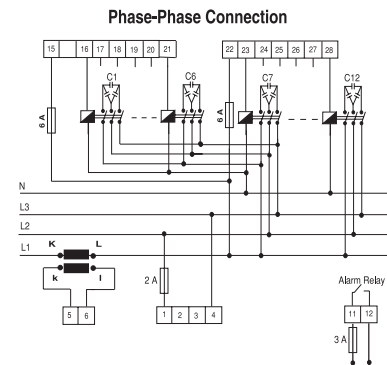 Phase-Phase Connection
15 16 17 18 19 20 21 22 23 24 25 26 27 28
C1 C6 C7 C12
6 A 6 A
N
L3
L2
L1 K L
k l
2 A
Alarm Relay
5 6 1 2 3 4 11 12
3 A